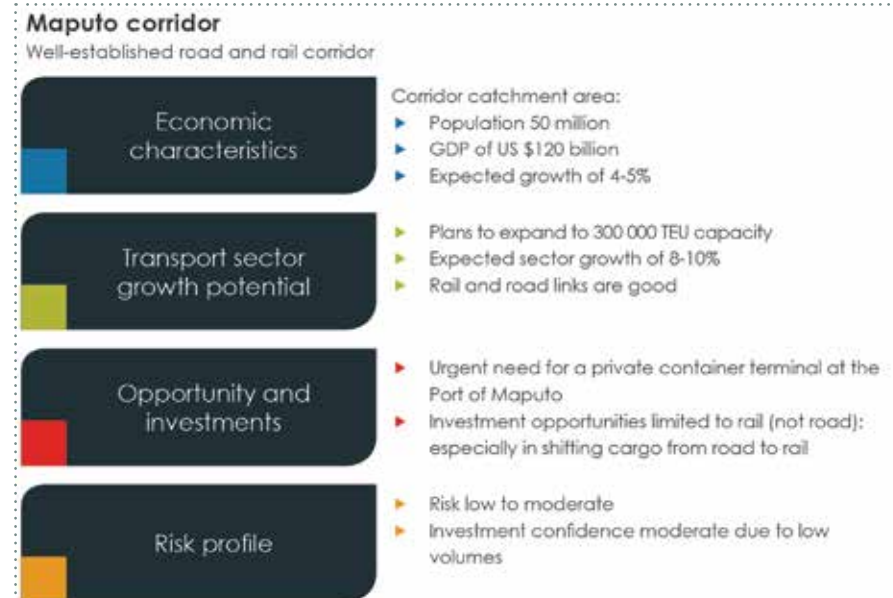 Maputo corridor
Well-established road and rail corridor
Economic
characteristics
Corridor catchment area:
Population 50 million
GDP of US $120 billion
Expected growth of 4-5%
Transport sector
growth potential
Plans to expand to 300 000 TEU capacity
Expected sector growth of 8-10%
Rail and road links are good
Opportunity and
investments
Urgent need for a private container terminal at the
Port of Maputo
Investment opportunities limited to rail (not road):
especially in shifting cargo from road to rail
Risk profile
Risk low to moderate
Investment confidence moderate due to low
volumes